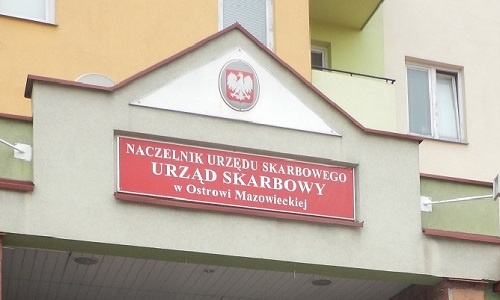 NACZELNIK URZĘDU SKARBOWEGO
URZĄD SKARBOWY
w Ostrowi Mazowieckiej